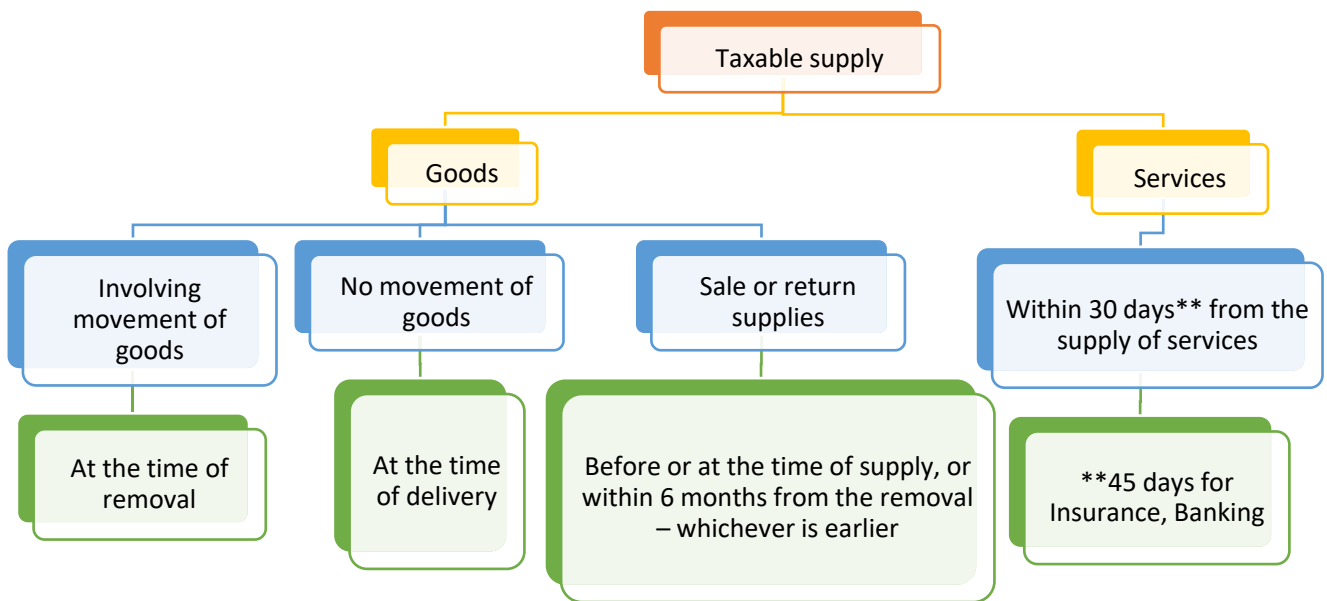 Taxable supply
Goods
Services
Involving
movement of
goods
No movement of
goods
Sale or return
supplies
Within 30 days** from the
supply of services
At the time of
removal
At the time
of delivery
Before or at the time of supply, or
within 6 months from the removal
– whichever is earlier
**45 days for
Insurance, Banking